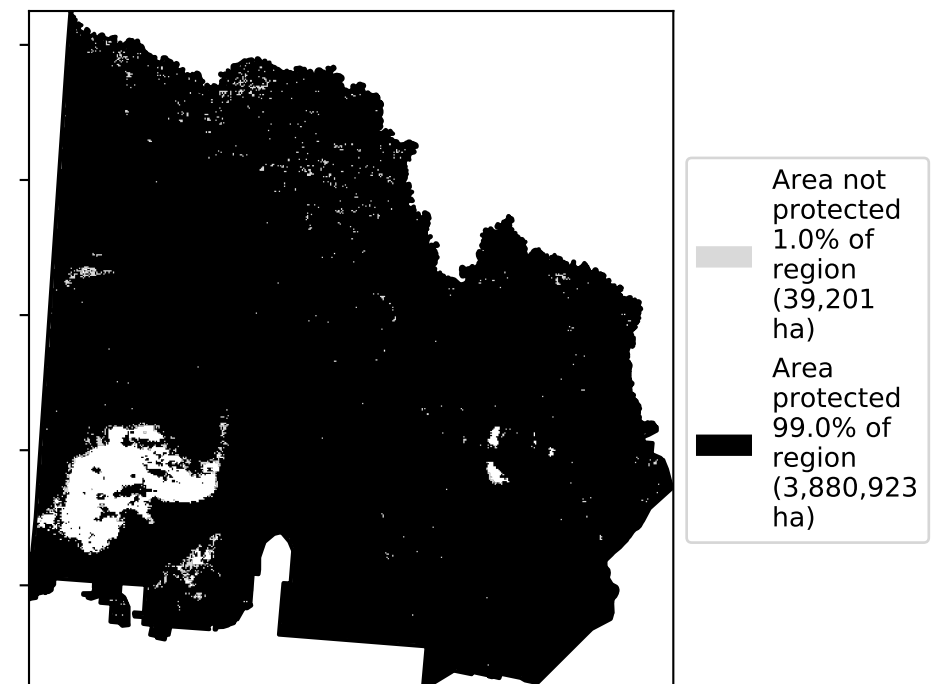 Area not
protected
1.0% of
region
(39,201
ha)
Area
protected
99.0% of
region
(3,880,923
ha)